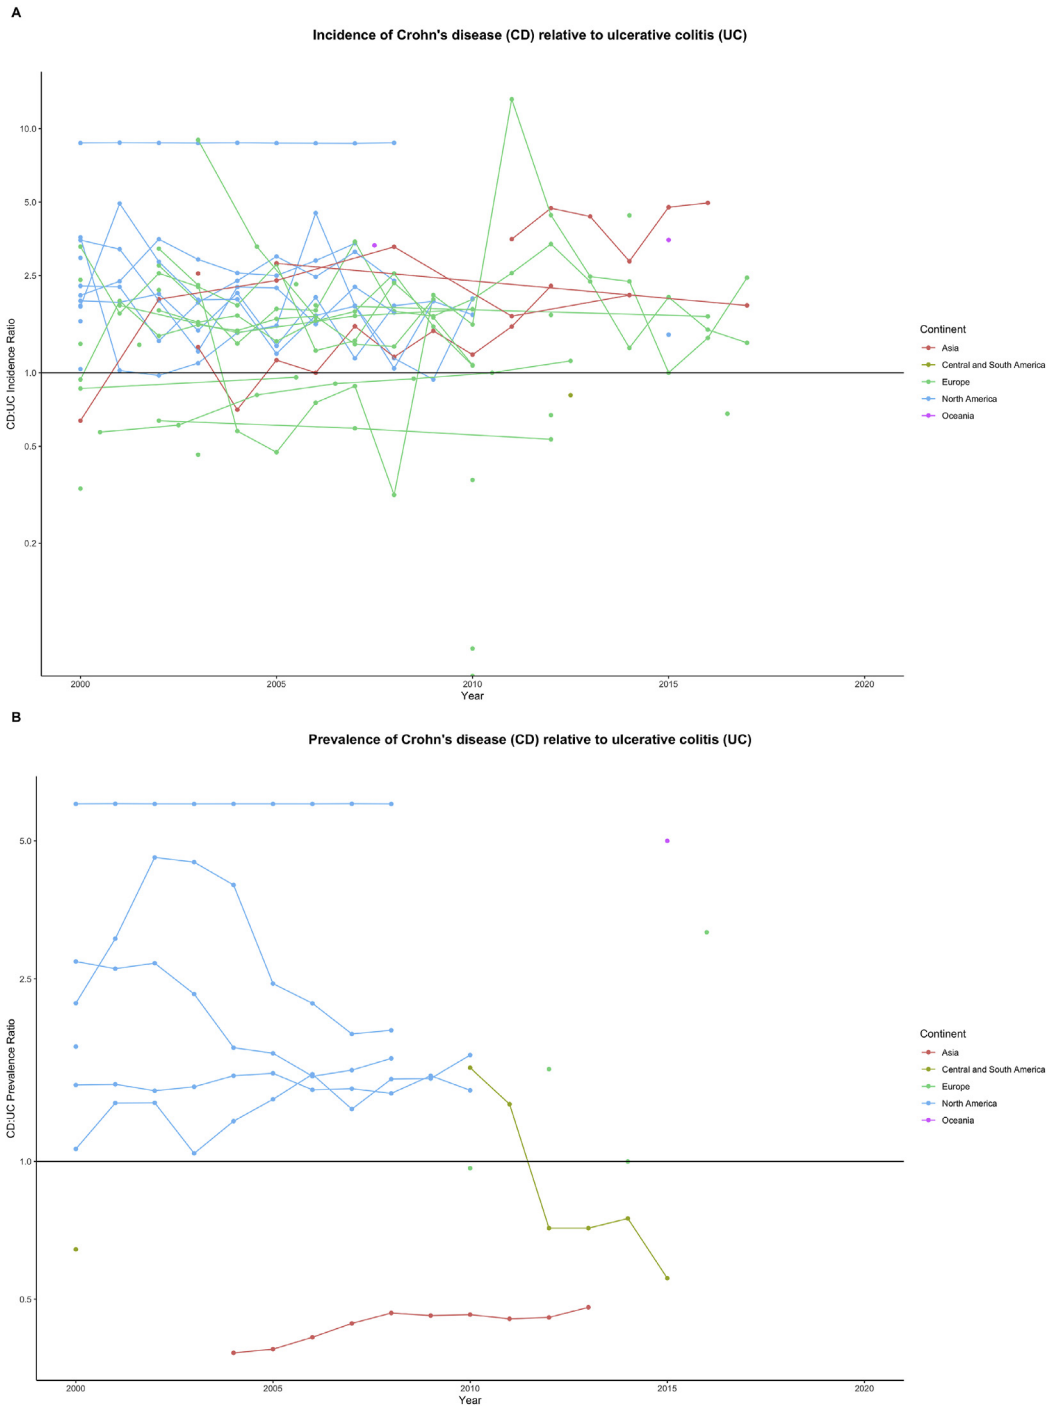 A
Incidence of Crohn's disease (CD) relative to ulcerative colitis (UC)
10.0
5.0
2.5
1.0
0.5
0.2
CD:UC Incidence Ratio
2000
2005
2010
2015
2020
Year
Continent
Asia
Central and South America
Europe
North America
Oceania
B
Prevalence of Crohn's disease (CD) relative to ulcerative colitis (UC)
5.0
2.5
1.0
0.5
CD:UC Prevalence Ratio
2000
2005
2010
2015
2020
Year
Continent
Asia
Central and South America
Europe
North America
Oceania